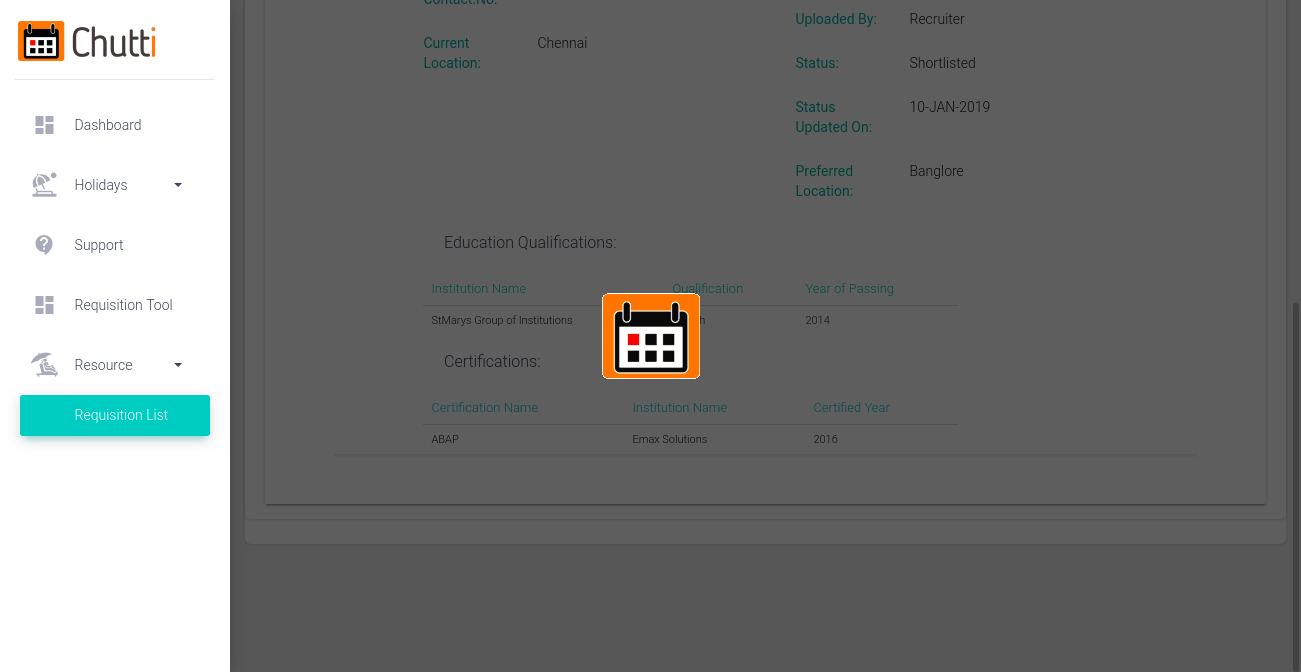 Chutti
Dashboard
Holidays
Support
Requisition Tool
Resource
Requisition List
Contact.No:
Current Location:
Chennai
Uploaded By:
Recruiter
Status:
Shortlisted
Status Updated On:
10-JAN-2019
Preferred Location:
Banglore
Education Qualifications:
Institution Name Qualification Year of Passing
StMarys Group of Institutions 2014
Certifications:
Certification Name Institution Name Certified Year
ABAP Emax Solutions 2016